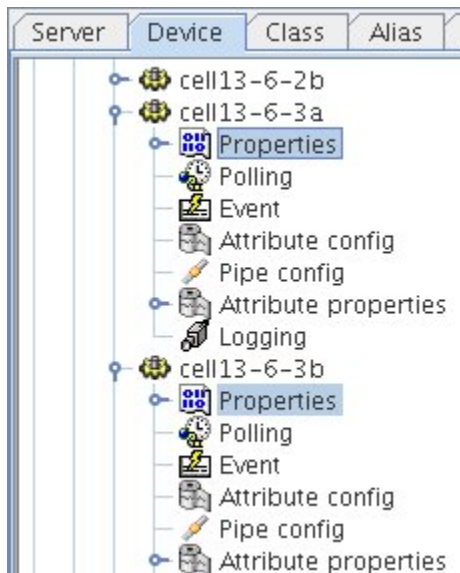 Server Device Class Alias
cell13-6-2b
cell13-6-3a
Properties
Polling
Event
Attribute config
Pipe config
Attribute properties
Logging
cell13-6-3b
Properties
Polling
Event
Attribute config
Pipe config
Attribute properties